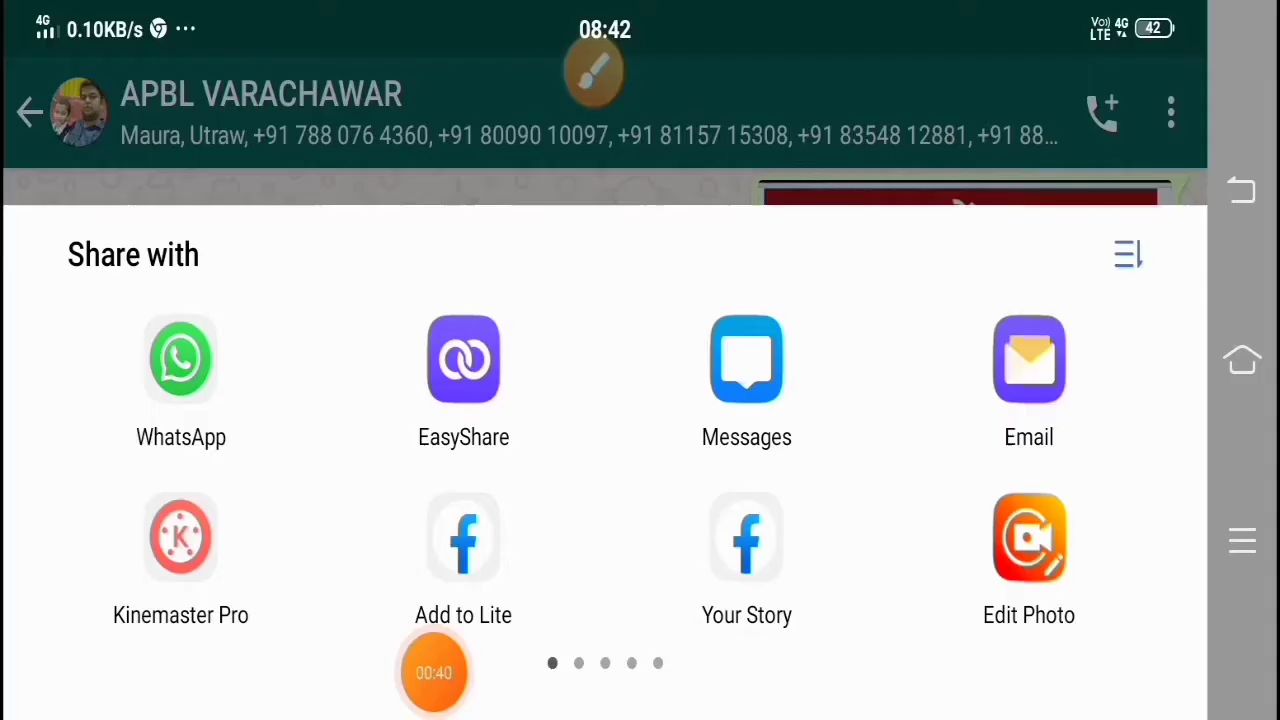 4G 0.10KB/s ... 08:42 Vo) LTE 4G 42
APBL VARACHAWAR
Maura, Utraw, +91 788 076 4360, +91 80090 10097, +91 81157 15308, +91 83548 12881, +91 88...
Share with
WhatsApp EasyShare Messages Email
K
Kinemaster Pro Add to Lite Your Story Edit Photo
00:40